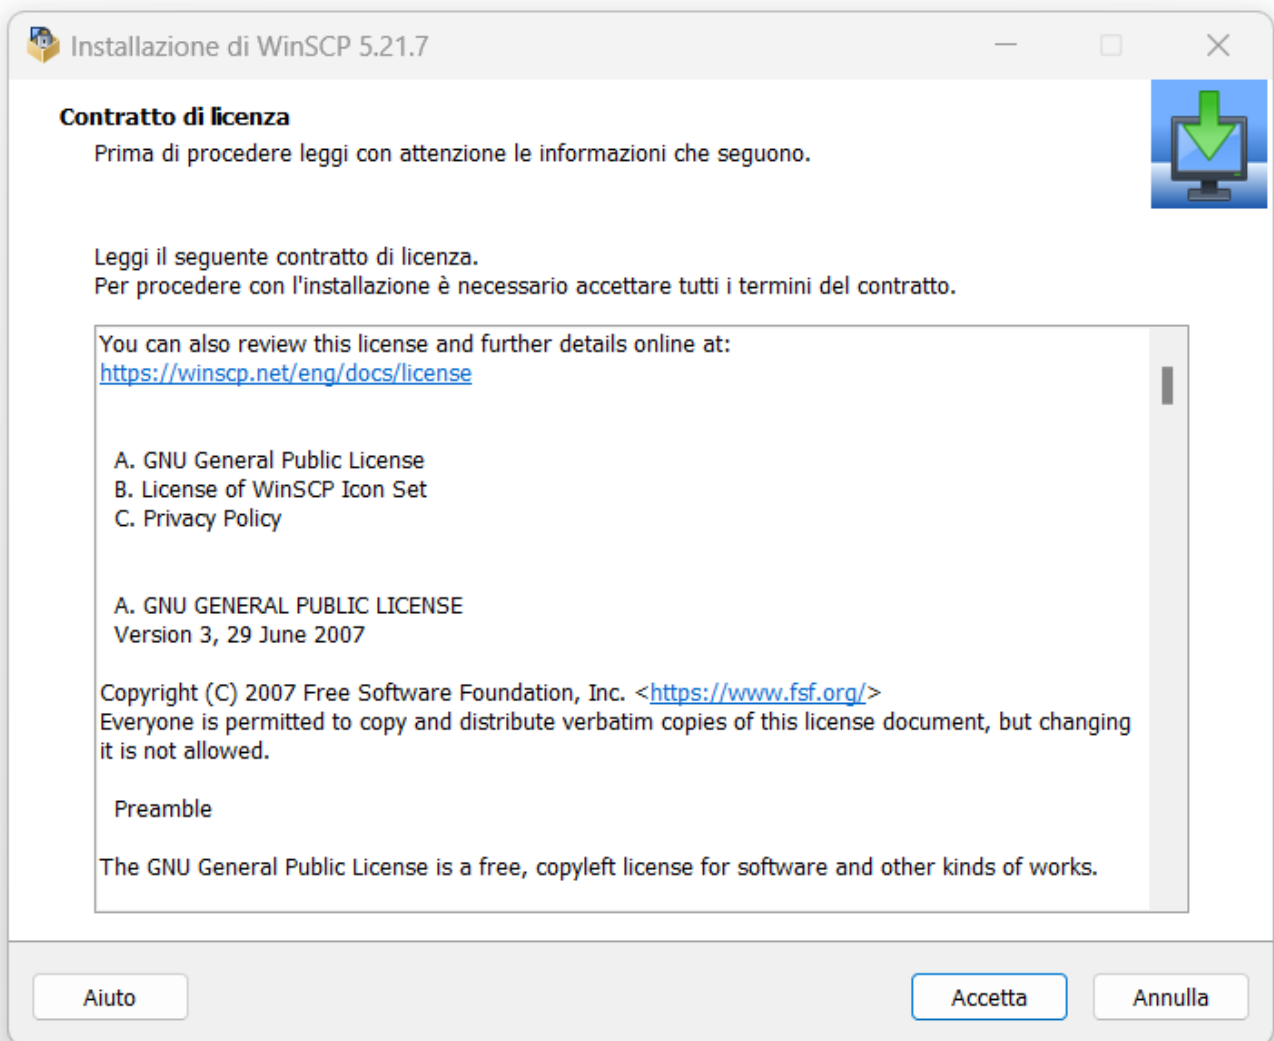 Installazione di WinSCP 5.21.7
Contratto di licenza
Prima di procedere leggi con attenzione le informazioni che seguono.
Leggi il seguente contratto di licenza.
Per procedere con l'installazione è necessario accettare tutti i termini del contratto.
You can also review this license and further details online at:
https://winscp.net/eng/docs/license
A. GNU General Public License
B. License of WinSCP Icon Set
C. Privacy Policy
A. GNU GENERAL PUBLIC LICENSE
Version 3, 29 June 2007
Copyright (C) 2007 Free Software Foundation, Inc. <https://www.fsf.org/>
Everyone is permitted to copy and distribute verbatim copies of this license document, but changing
it is not allowed.
Preamble
The GNU General Public License is a free, copyleft license for software and other kinds of works.
Aiuto
Accetta
Annulla